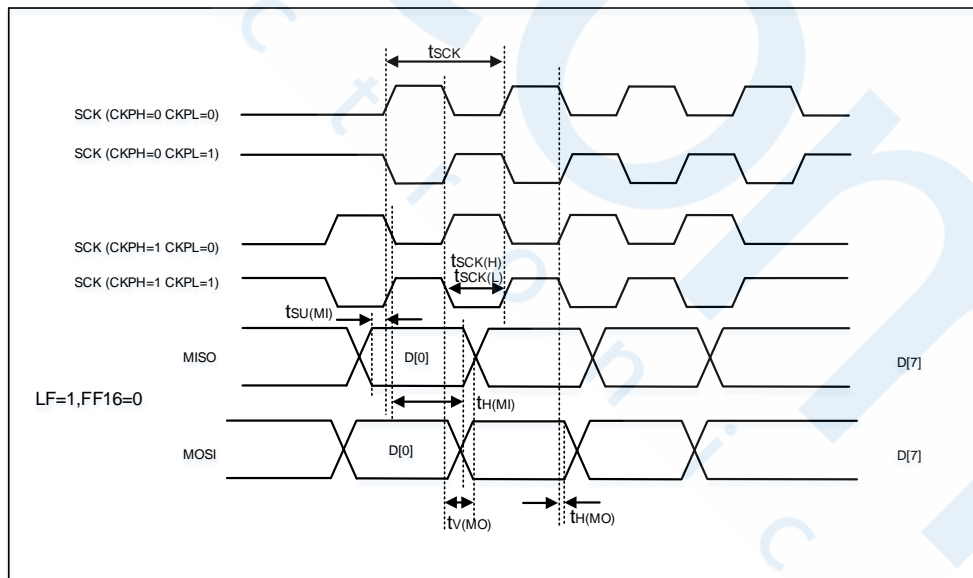 tSCK
SCK (CKPH=0 CKPL=0)
SCK (CKPH=0 CKPL=1)
SCK (CKPH=1 CKPL=0)
tSCK(H)
tSCK(L)
SCK (CKPH=1 CKPL=1)
tSU(MI)
MISO
D[0]
D[7]
LF=1,FF16=0
tH(MI)
MOSI
D[0]
D[7]
tV(MO)
tH(MO)